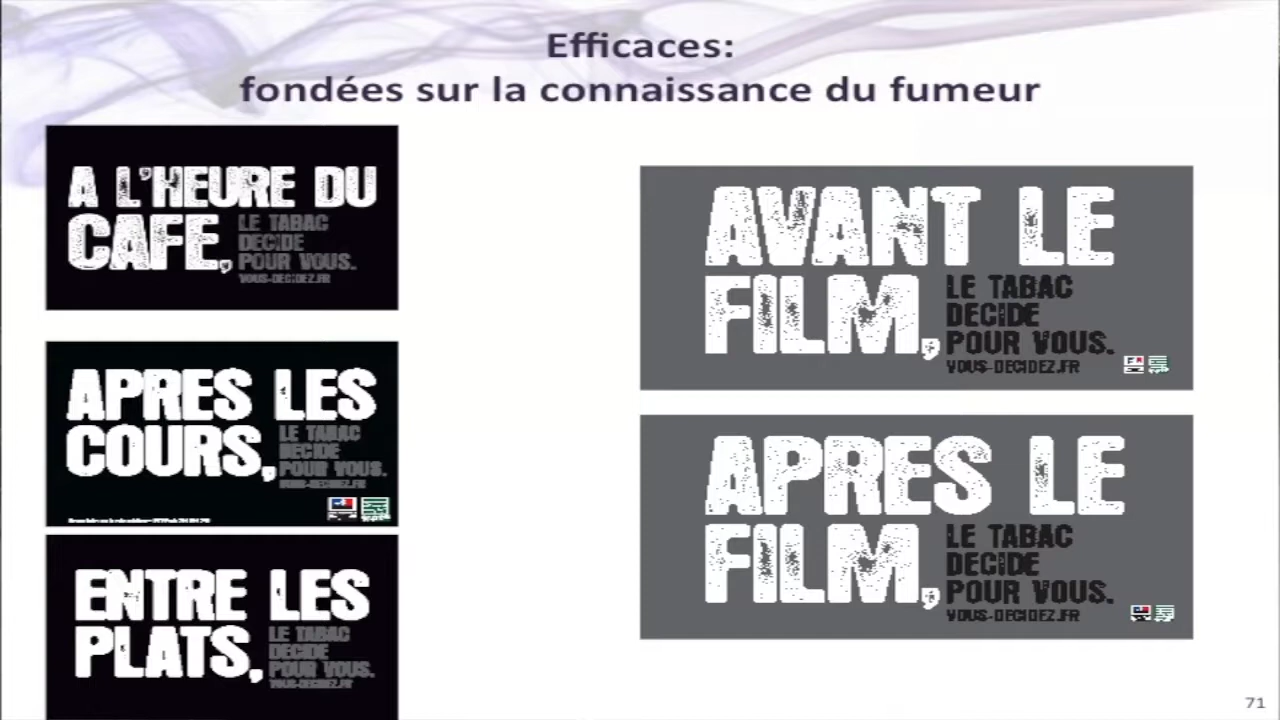 Efficaces:
fondées sur la connaissance du fumeur
A L'HEURE DU
CAFE,
LE TABAC
DECIDE
POUR VOUS.
VOUS-DECIDEZ.FR
APRES LES
COURS,
LE TABAC
DECIDE
POUR VOUS.
VOUS-DECIDEZ.FR
ENTRE LES
PLATS,
LE TABAC
DECIDE
POUR VOUS.
VOUS-DECIDEZ.FR
AVANT LE
FILM,
LE TABAC
DECIDE
POUR VOUS.
VOUS-DECIDEZ.FR
APRES LE
FILM,
LE TABAC
DECIDE
POUR VOUS.
VOUS-DECIDEZ.FR
71